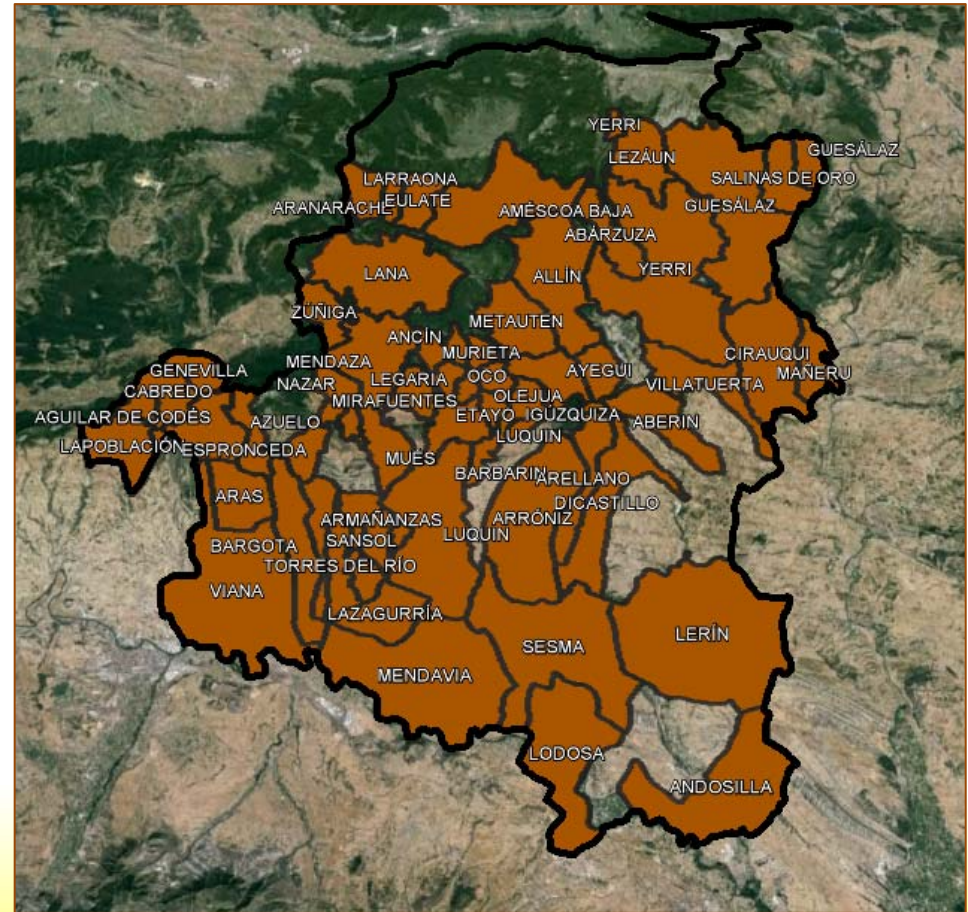 YERRI
GUESÁLAZ
LEZÁUN
LARRAONA
SALINAS DE ORO
EULATE
ARANARACHE
GUESÁLAZ
AMÉSCOA BAJA
ABÁRZUZA
YERRI
LANA
ALLÍN
ZÚÑIGA
METAUTEN
ANCÍN
MURIETA
CIRAUQUI
MENDAZA
GENEVILLA
AYEGUI
MAÑERU
NAZAR
LEGARIA
OCO
VILLATUERTA
CABREDO
MIRAFUENTES
OLEJUA
AGUILAR DE CODÉS
AZUELO
ETAYO
IGÚZQUIZA
ABERIN
LUQUIN
LAPOBLACIÓN
ESPRONCEDA
MUES
BARBARIN
ARELLANO
ARAS
DICASTILLO
ARMAÑANZAS
ARRÓNIZ
SANSOL
LUQUIN
BARGOTA
TORRES DEL RÍO
VIANA
LAZAGURRÍA
LERÍN
SESMA
MENDAVIA
LODOSA
ANDOSILLA